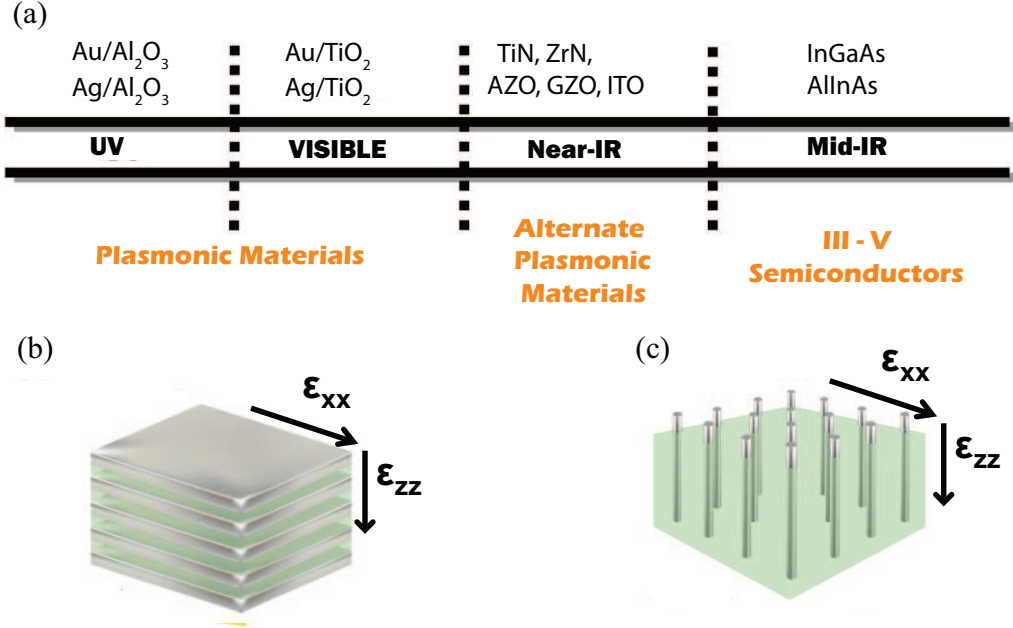 (a)
Au/Al₂O₃ Au/TiO₂ TiN, ZrN, InGaAs
Ag/Al₂O₃ Ag/TiO₂ AZO, GZO, ITO AlInAs
UV VISIBLE Near-IR Mid-IR
Plasmonic Materials
Alternate
Plasmonic
Materials
III - V
Semiconductors
(b)
εxx
εzz
(c)
εxx
εzz